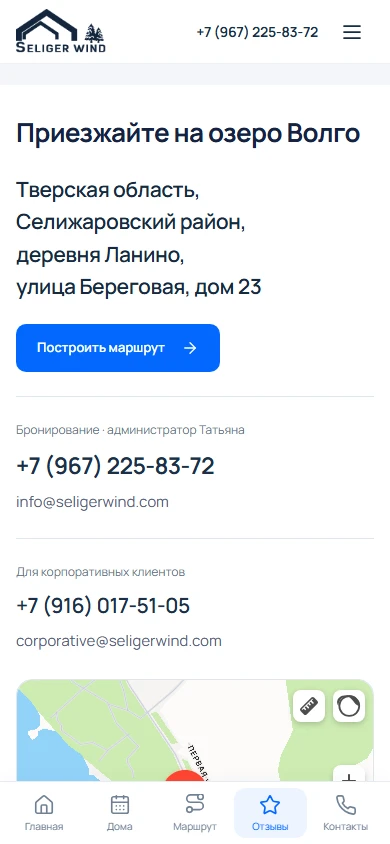 SELIGER WIND
+7 (967) 225-83-72
Приезжайте на озеро Волго
Тверская область,
Селижаровский район,
деревня Ланино,
улица Береговая, дом 23
Построить маршрут
Бронирование · администратор Татьяна
+7 (967) 225-83-72
info@seligerwind.com
Для корпоративных клиентов
+7 (916) 017-51-05
corporative@seligerwind.com
ПЕРВАЯ
Главная
Дома
Маршрут
Отзывы
Контакты